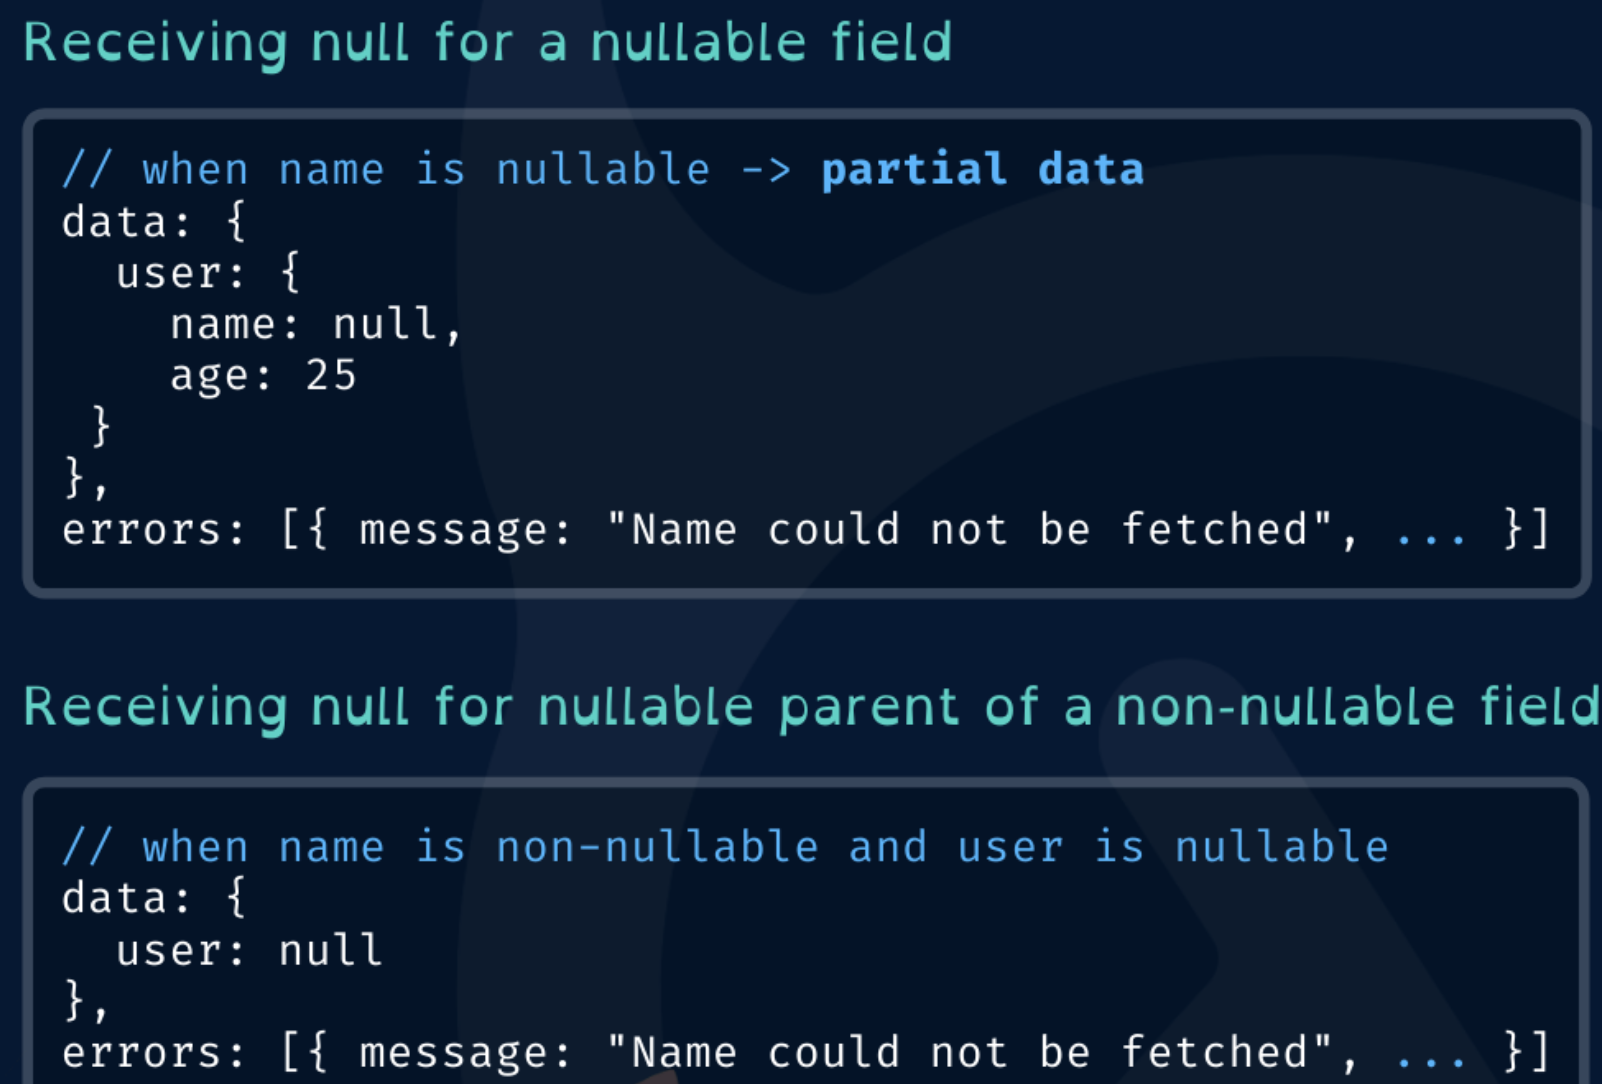 Receiving null for a nullable field
// when name is nullable -> partial data
data: {
  user: {
    name: null,
    age: 25
 }
},
errors: [{ message: "Name could not be fetched", ... }]
Receiving null for nullable parent of a non-nullable field
// when name is non-nullable and user is nullable
data: {
  user: null
},
errors: [{ message: "Name could not be fetched", ... }]